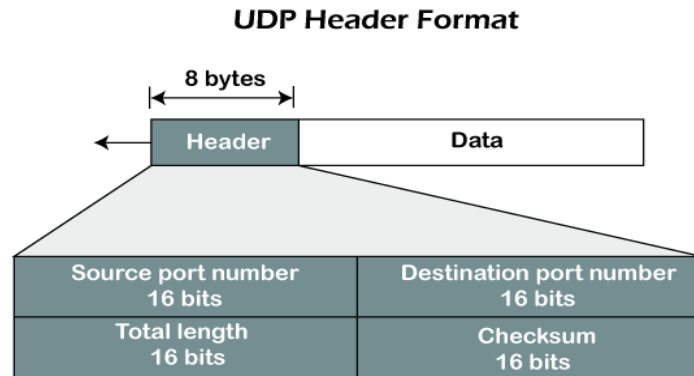 UDP Header Format
8 bytes
Header
Data
Source port number
16 bits
Destination port number
16 bits
Total length
16 bits
Checksum
16 bits